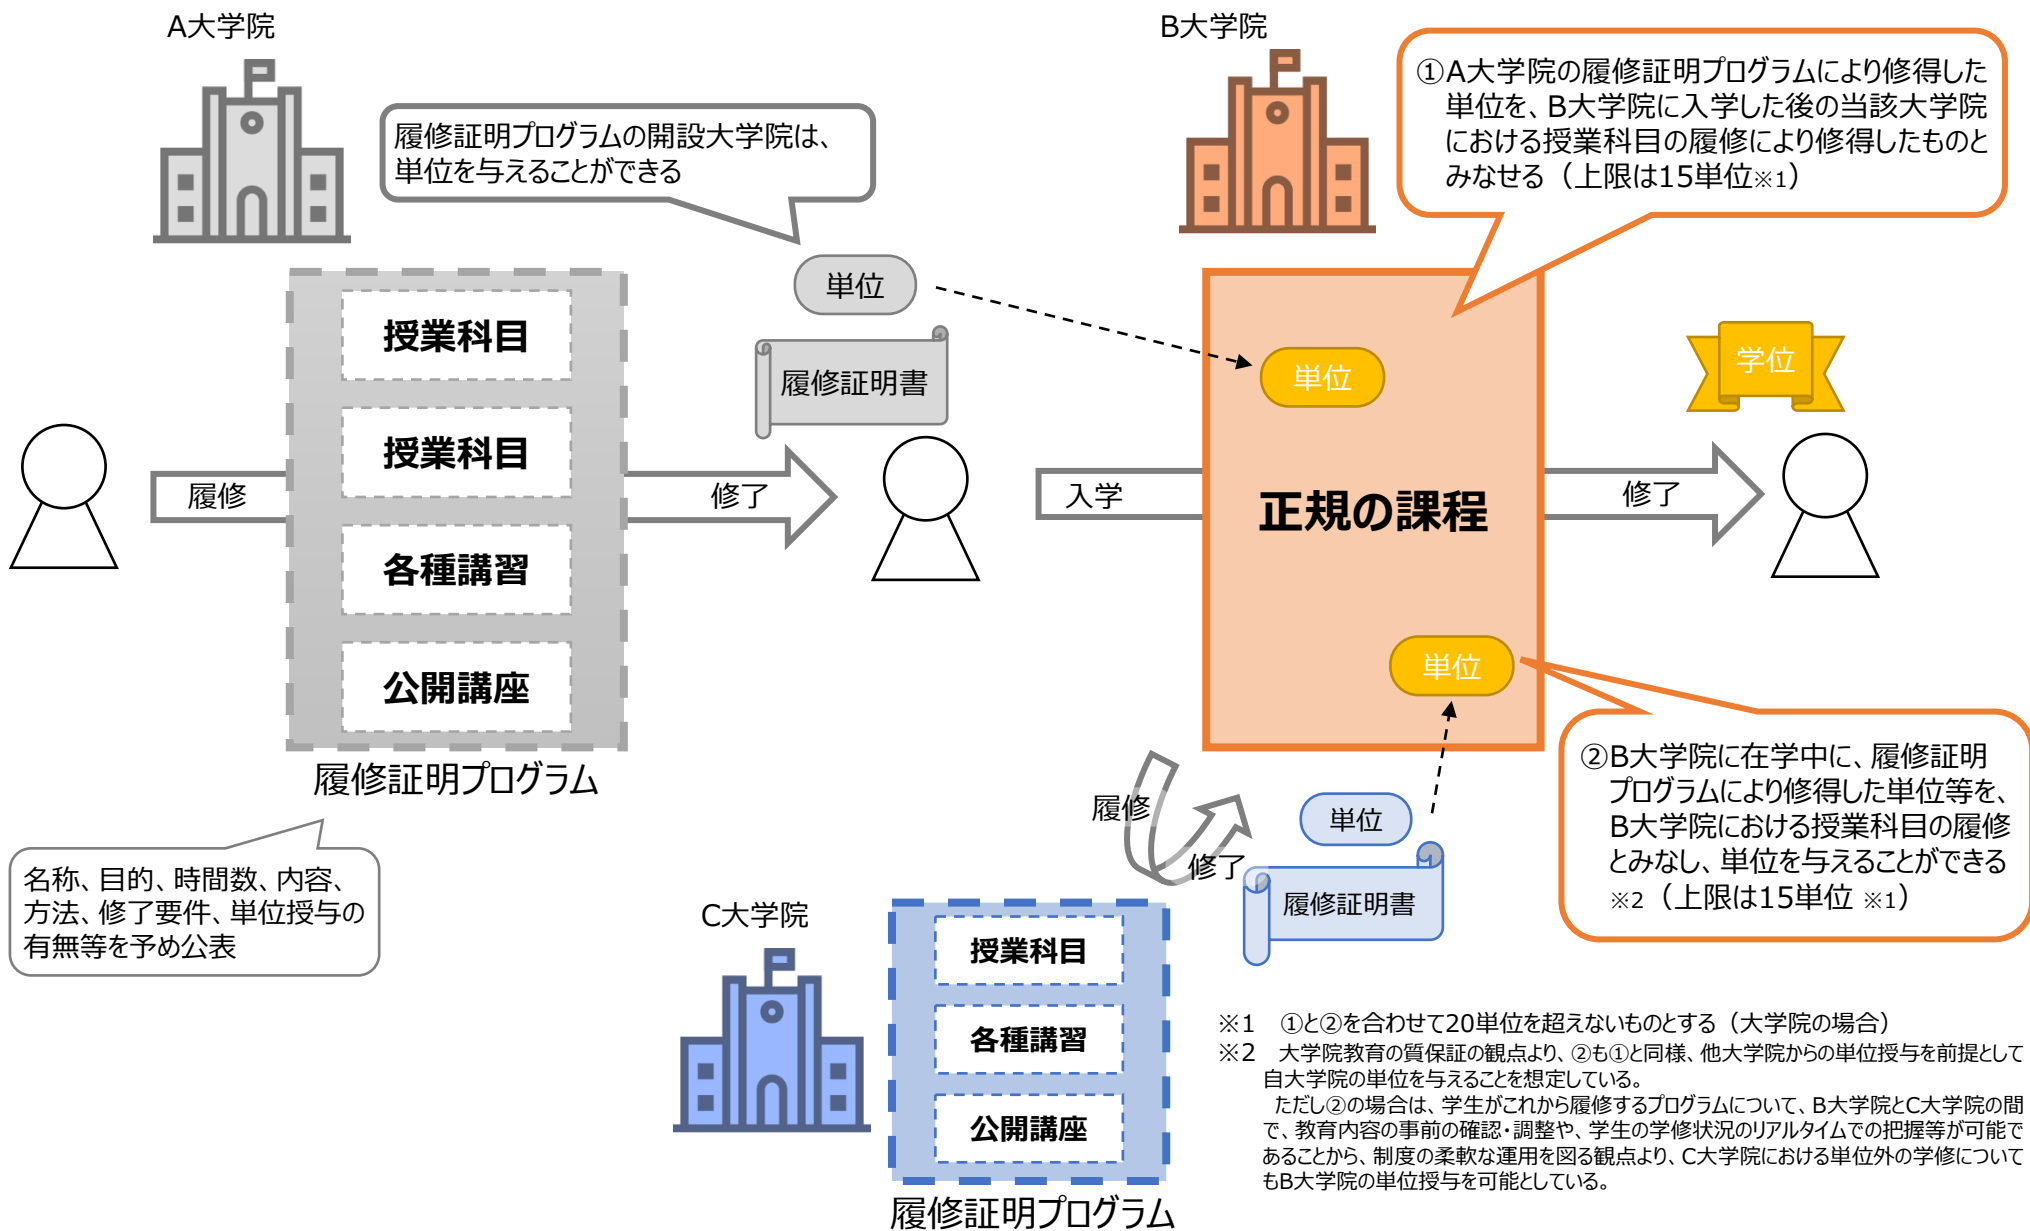 A大学院
B大学院
①A大学院の履修証明プログラムにより修得した
単位を、B大学院に入学した後の当該大学院
における授業科目の履修により修得したものと
みなせる（上限は15単位※1）
履修証明プログラムの開設大学院は、
単位を与えることができる
単位
履修証明書
授業科目
授業科目
各種講習
公開講座
履修証明プログラム
履修
修了
入学
単位
正規の課程
単位
修了
学位
名称、目的、時間数、内容、
方法、修了要件、単位授与の
有無等を予め公表
②B大学院に在学中に、履修証明
プログラムにより修得した単位等を、
B大学院における授業科目の履修
とみなし、単位を与えることができる
※2（上限は15単位 ※1）
履修
修了
単位
履修証明書
C大学院
授業科目
各種講習
公開講座
履修証明プログラム
※1　①と②を合わせて20単位を超えないものとする（大学院の場合）
※2　大学院教育の質保証の観点より、②も①と同様、他大学院からの単位授与を前提として
自大学院の単位を与えることを想定している。
ただし②の場合は、学生がこれから履修するプログラムについて、B大学院とC大学院の間
で、教育内容の事前の確認・調整や、学生の学修状況のリアルタイムでの把握等が可能で
あることから、制度の柔軟な運用を図る観点より、C大学院における単位外の学修について
もB大学院の単位授与を可能としている。